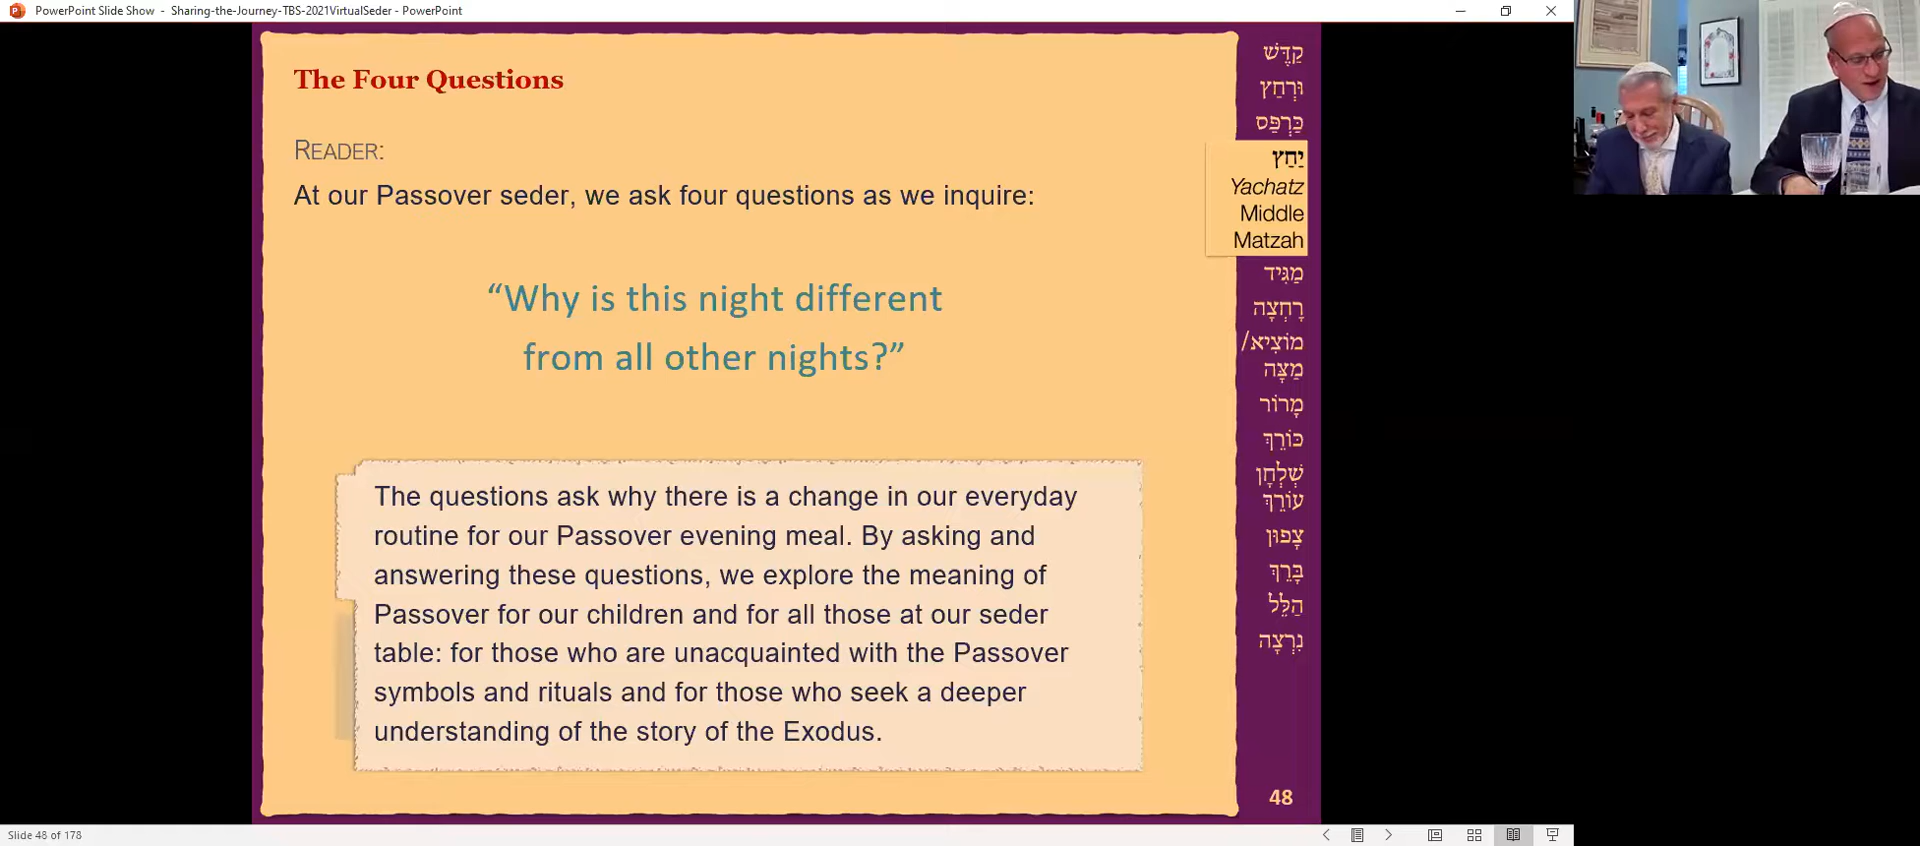 PowerPoint Slide Show - Sharing-the-Journey-TBS-2021VirtualSeder - PowerPoint
The Four Questions
READER:
At our Passover seder, we ask four questions as we inquire:
“Why is this night different
from all other nights?”
The questions ask why there is a change in our everyday
routine for our Passover evening meal. By asking and
answering these questions, we explore the meaning of
Passover for our children and for all those at our seder
table: for those who are unacquainted with the Passover
symbols and rituals and for those who seek a deeper
understanding of the story of the Exodus.
קַדֵּשׁ
וּרְחַץ
כַּרְפַּס
יַחַץ
Yachatz
Middle
Matzah
מַגִּיד
רָחְצָה
מוֹצִיא/
מַצָּה
מָרוֹר
כּוֹרֵךְ
שֻׁלְחָן
עוֹרֵךְ
צָפוּן
בָּרֵךְ
הַלֵּל
נִרְצָה
48
Slide 48 of 178